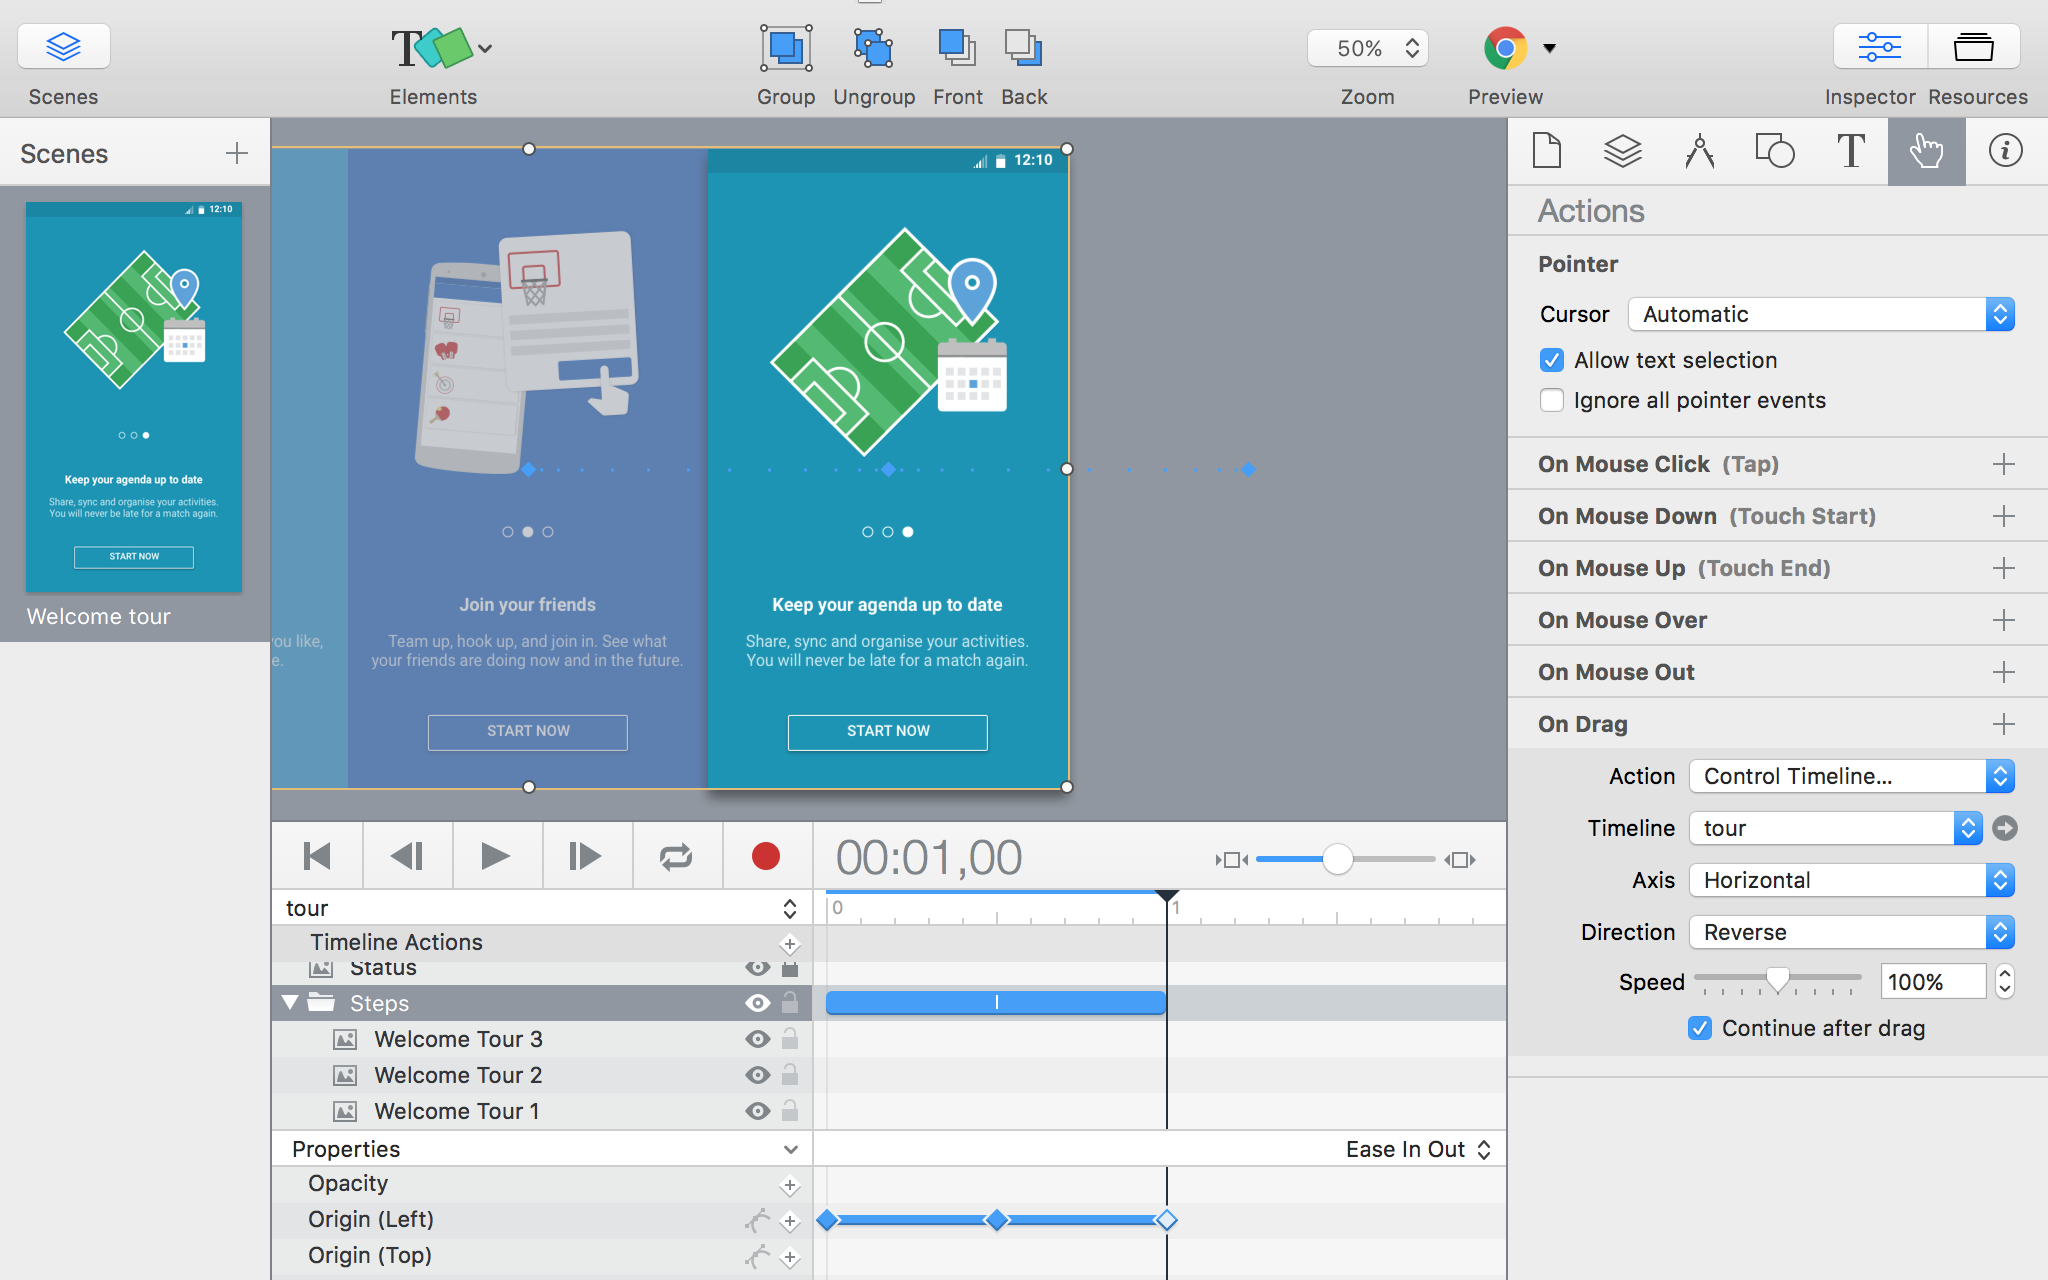 T
50%
Scenes
Elements
Group
Ungroup
Front
Back
Zoom
Preview
Inspector
Resources
Scenes
12:10
Keep your agenda up to date
Share, sync and organise your activities.
You will never be late for a match again.
START NOW
Welcome tour
you like,
e.
Join your friends
Team up, hook up, and join in. See what
your friends are doing now and in the future.
START NOW
12:10
Keep your agenda up to date
Share, sync and organise your activities.
You will never be late for a match again.
START NOW
T
i
Actions
Pointer
Cursor
Automatic
Allow text selection
Ignore all pointer events
On Mouse Click (Tap)
On Mouse Down (Touch Start)
On Mouse Up (Touch End)
On Mouse Over
On Mouse Out
On Drag
Action
Control Timeline...
Timeline
tour
Axis
Horizontal
Direction
Reverse
Speed
100%
Continue after drag
00:01,00
tour
0
1
Timeline Actions
Status
Steps
Welcome Tour 3
Welcome Tour 2
Welcome Tour 1
Properties
Ease In Out
Opacity
Origin (Left)
Origin (Top)